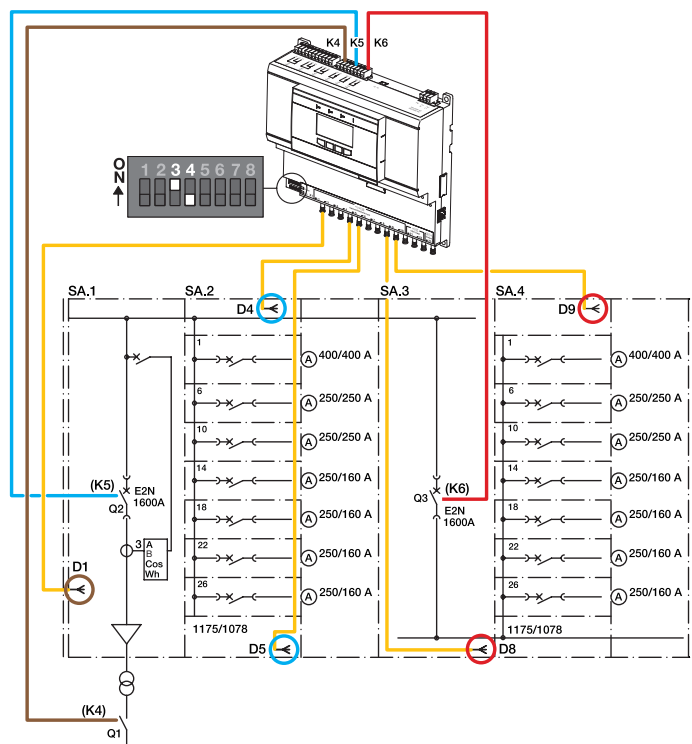 K4 K5 K6
ON
1 2 3 4 5 6 7 8
SA.1
SA.2
SA.3
SA.4
D4
D9
1
A 400/400 A
6
A 250/250 A
10
A 250/250 A
14
A 250/160 A
18
A 250/160 A
22
A 250/160 A
26
A 250/160 A
1175/1078
D5
(K5)
E2N
1600A
Q2
3
A
B
Cos
Wh
D1
(K4)
Q1
(K6)
Q3
E2N
1600A
D8
1
A 400/400 A
6
A 250/250 A
10
A 250/250 A
14
A 250/160 A
18
A 250/160 A
22
A 250/160 A
26
A 250/160 A
1175/1078